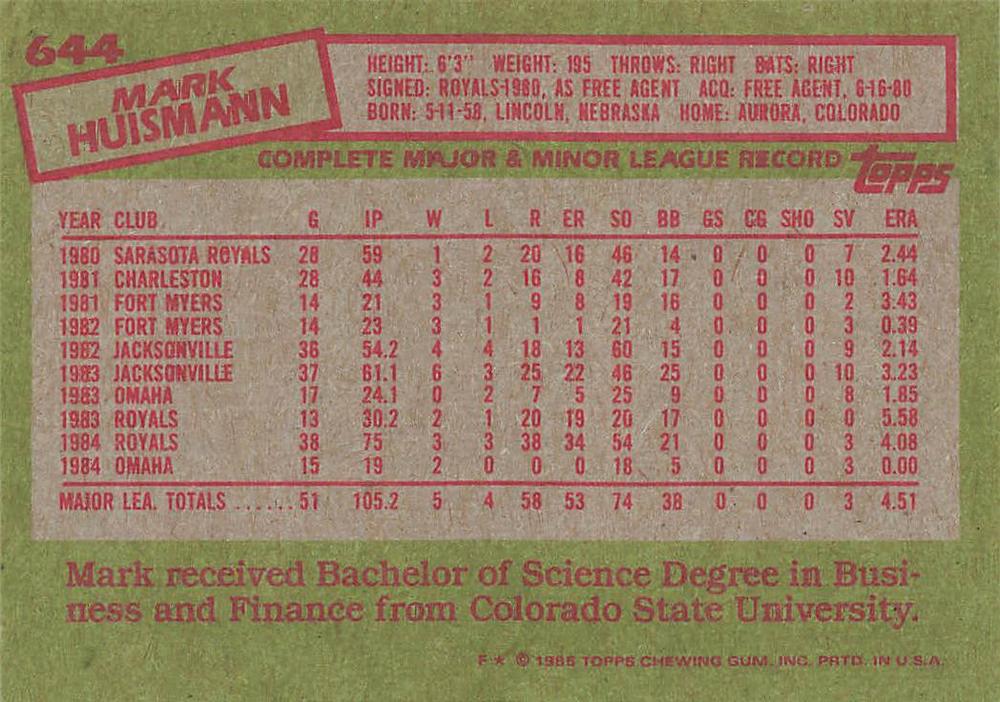 644
MARK
HUISMANN
HEIGHT: 6'3" WEIGHT: 195 THROWS: RIGHT BATS: RIGHT
SIGNED: ROYALS-1980, AS FREE AGENT ACQ: FREE AGENT, 6-16-80
BORN: 5-11-58, LINCOLN, NEBRASKA HOME: AURORA, COLORADO
COMPLETE MAJOR & MINOR LEAGUE RECORD
TOPPS
YEAR CLUB G IP W L R ER SO BB GS CG SHO SV ERA
1980 SARASOTA ROYALS 28 59 1 2 20 16 46 14 0 0 0 7 2.44
1981 CHARLESTON 28 44 3 2 16 8 42 17 0 0 0 10 1.64
1981 FORT MYERS 14 21 3 1 9 8 19 16 0 0 0 2 3.43
1982 FORT MYERS 14 23 3 1 1 1 21 4 0 0 0 3 0.39
1982 JACKSONVILLE 36 54.2 4 4 18 13 60 15 0 0 0 9 2.14
1983 JACKSONVILLE 37 61.1 6 3 25 22 46 25 0 0 0 10 3.23
1983 OMAHA 17 24.1 0 2 7 5 25 9 0 0 0 8 1.85
1983 ROYALS 13 30.2 2 1 20 19 20 17 0 0 0 0 5.58
1984 ROYALS 38 75 3 3 38 34 54 21 0 0 0 3 4.08
1984 OMAHA 15 19 2 0 0 0 18 5 0 0 0 3 0.00
MAJOR LEA. TOTALS ...... 51 105.2 5 4 58 53 74 38 0 0 0 3 4.51
Mark received Bachelor of Science Degree in Busi-
ness and Finance from Colorado State University.
F★ © 1985 TOPPS CHEWING GUM, INC. PRTD. IN U.S.A.